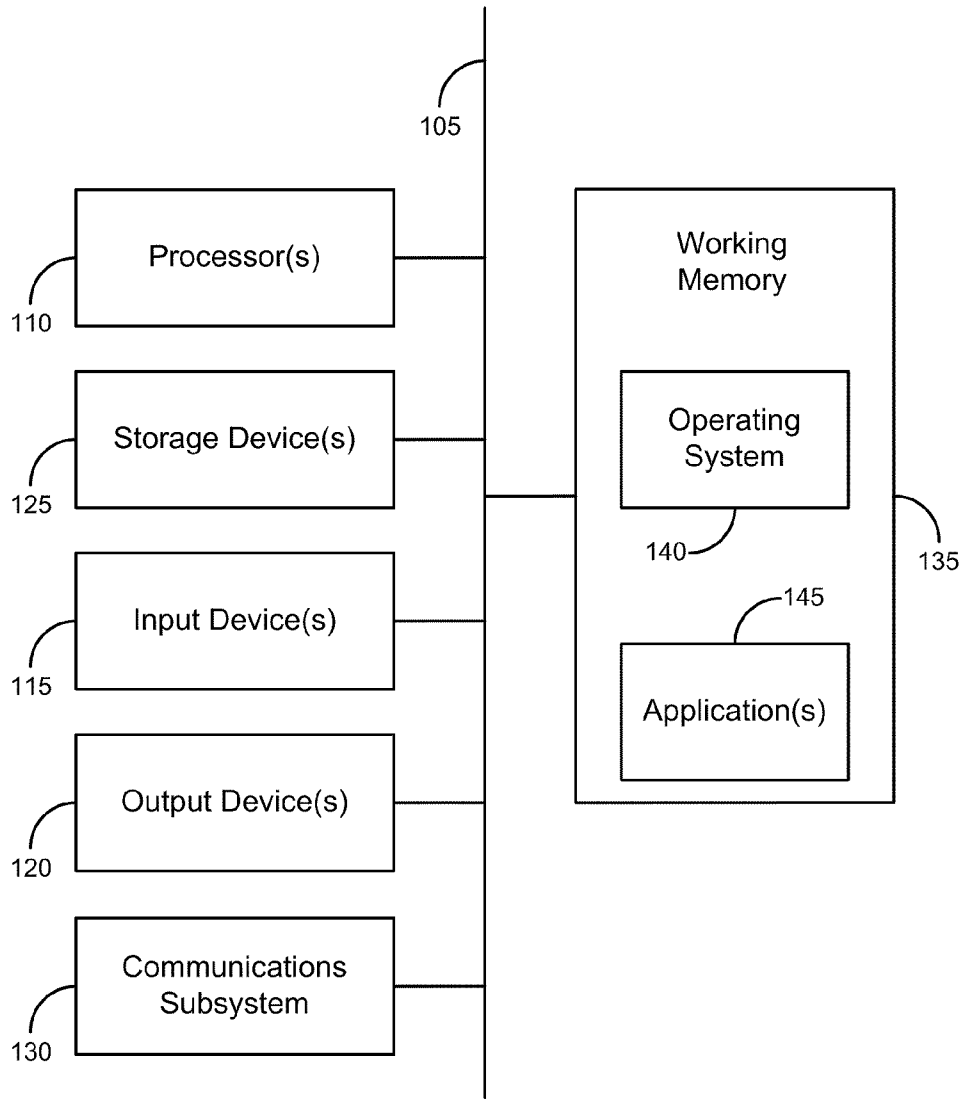 105
Processor(s)
110
Storage Device(s)
125
Input Device(s)
115
Output Device(s)
120
Communications
Subsystem
130
Working
Memory
Operating
System
140
135
145
Application(s)